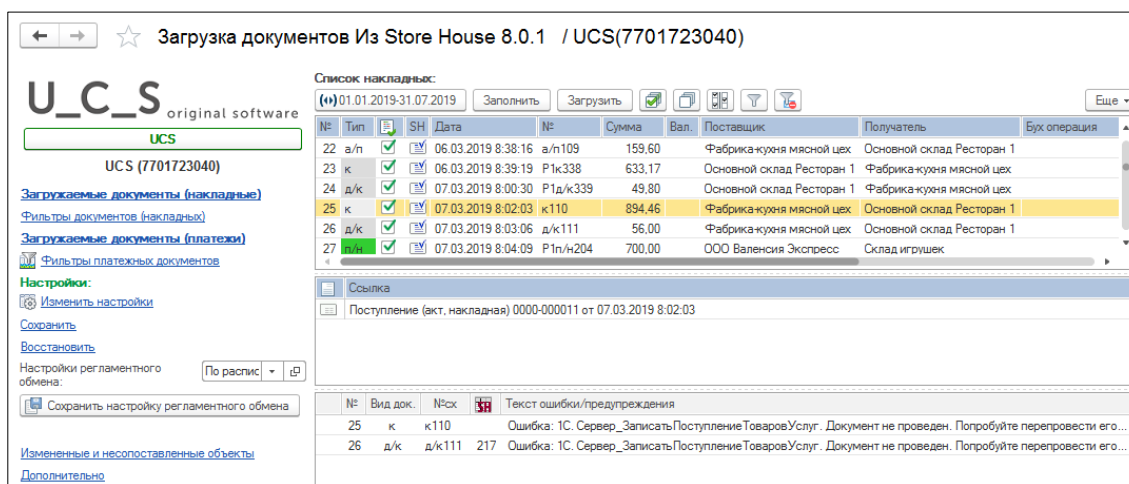 Загрузка документов Из Store House 8.0.1 / UCS(7701723040)
U_C_S original software
UCS
UCS (7701723040)
Загружаемые документы (накладные)
Фильтры документов (накладных)
Загружаемые документы (платежи)
Фильтры платежных документов
Настройки:
Изменить настройки
Сохранить
Восстановить
Настройки регламентного обмена:
По распис
Сохранить настройку регламентного обмена
Измененные и несопоставленные объекты
Дополнительно
Список накладных:
01.01.2019-31.07.2019 Заполнить Загрузить Еще
№ Тип SH Дата № Сумма Вал. Поставщик Получатель Бух операция
22 а/п 06.03.2019 8:38:16 а/п109 159,60 Фабрика-кухня мясной цех Основной склад Ресторан 1
23 к 06.03.2019 8:39:19 Р1к338 633,17 Основной склад Ресторан 1 Фабрика-кухня мясной цех
24 д/к 07.03.2019 8:00:30 Р1д/к339 49,80 Основной склад Ресторан 1 Фабрика-кухня мясной цех
25 к 07.03.2019 8:02:03 к110 894,46 Фабрика-кухня мясной цех Основной склад Ресторан 1
26 д/к 07.03.2019 8:03:06 д/к111 56,00 Фабрика-кухня мясной цех Основной склад Ресторан 1
27 п/н 07.03.2019 8:04:09 Р1п/н204 700,00 ООО Валенсия Экспресс Склад игрушек
Ссылка
Поступление (акт, накладная) 0000-000011 от 07.03.2019 8:02:03
№ Вид док. №сх SH Текст ошибки/предупреждения
25 к к110 Ошибка: 1С. Сервер_ЗаписатьПоступлениеТоваровУслуг. Документ не проведен. Попробуйте перепровести его...
26 д/к д/к111 217 Ошибка: 1С. Сервер_ЗаписатьПоступлениеТоваровУслуг. Документ не проведен. Попробуйте перепровести его...